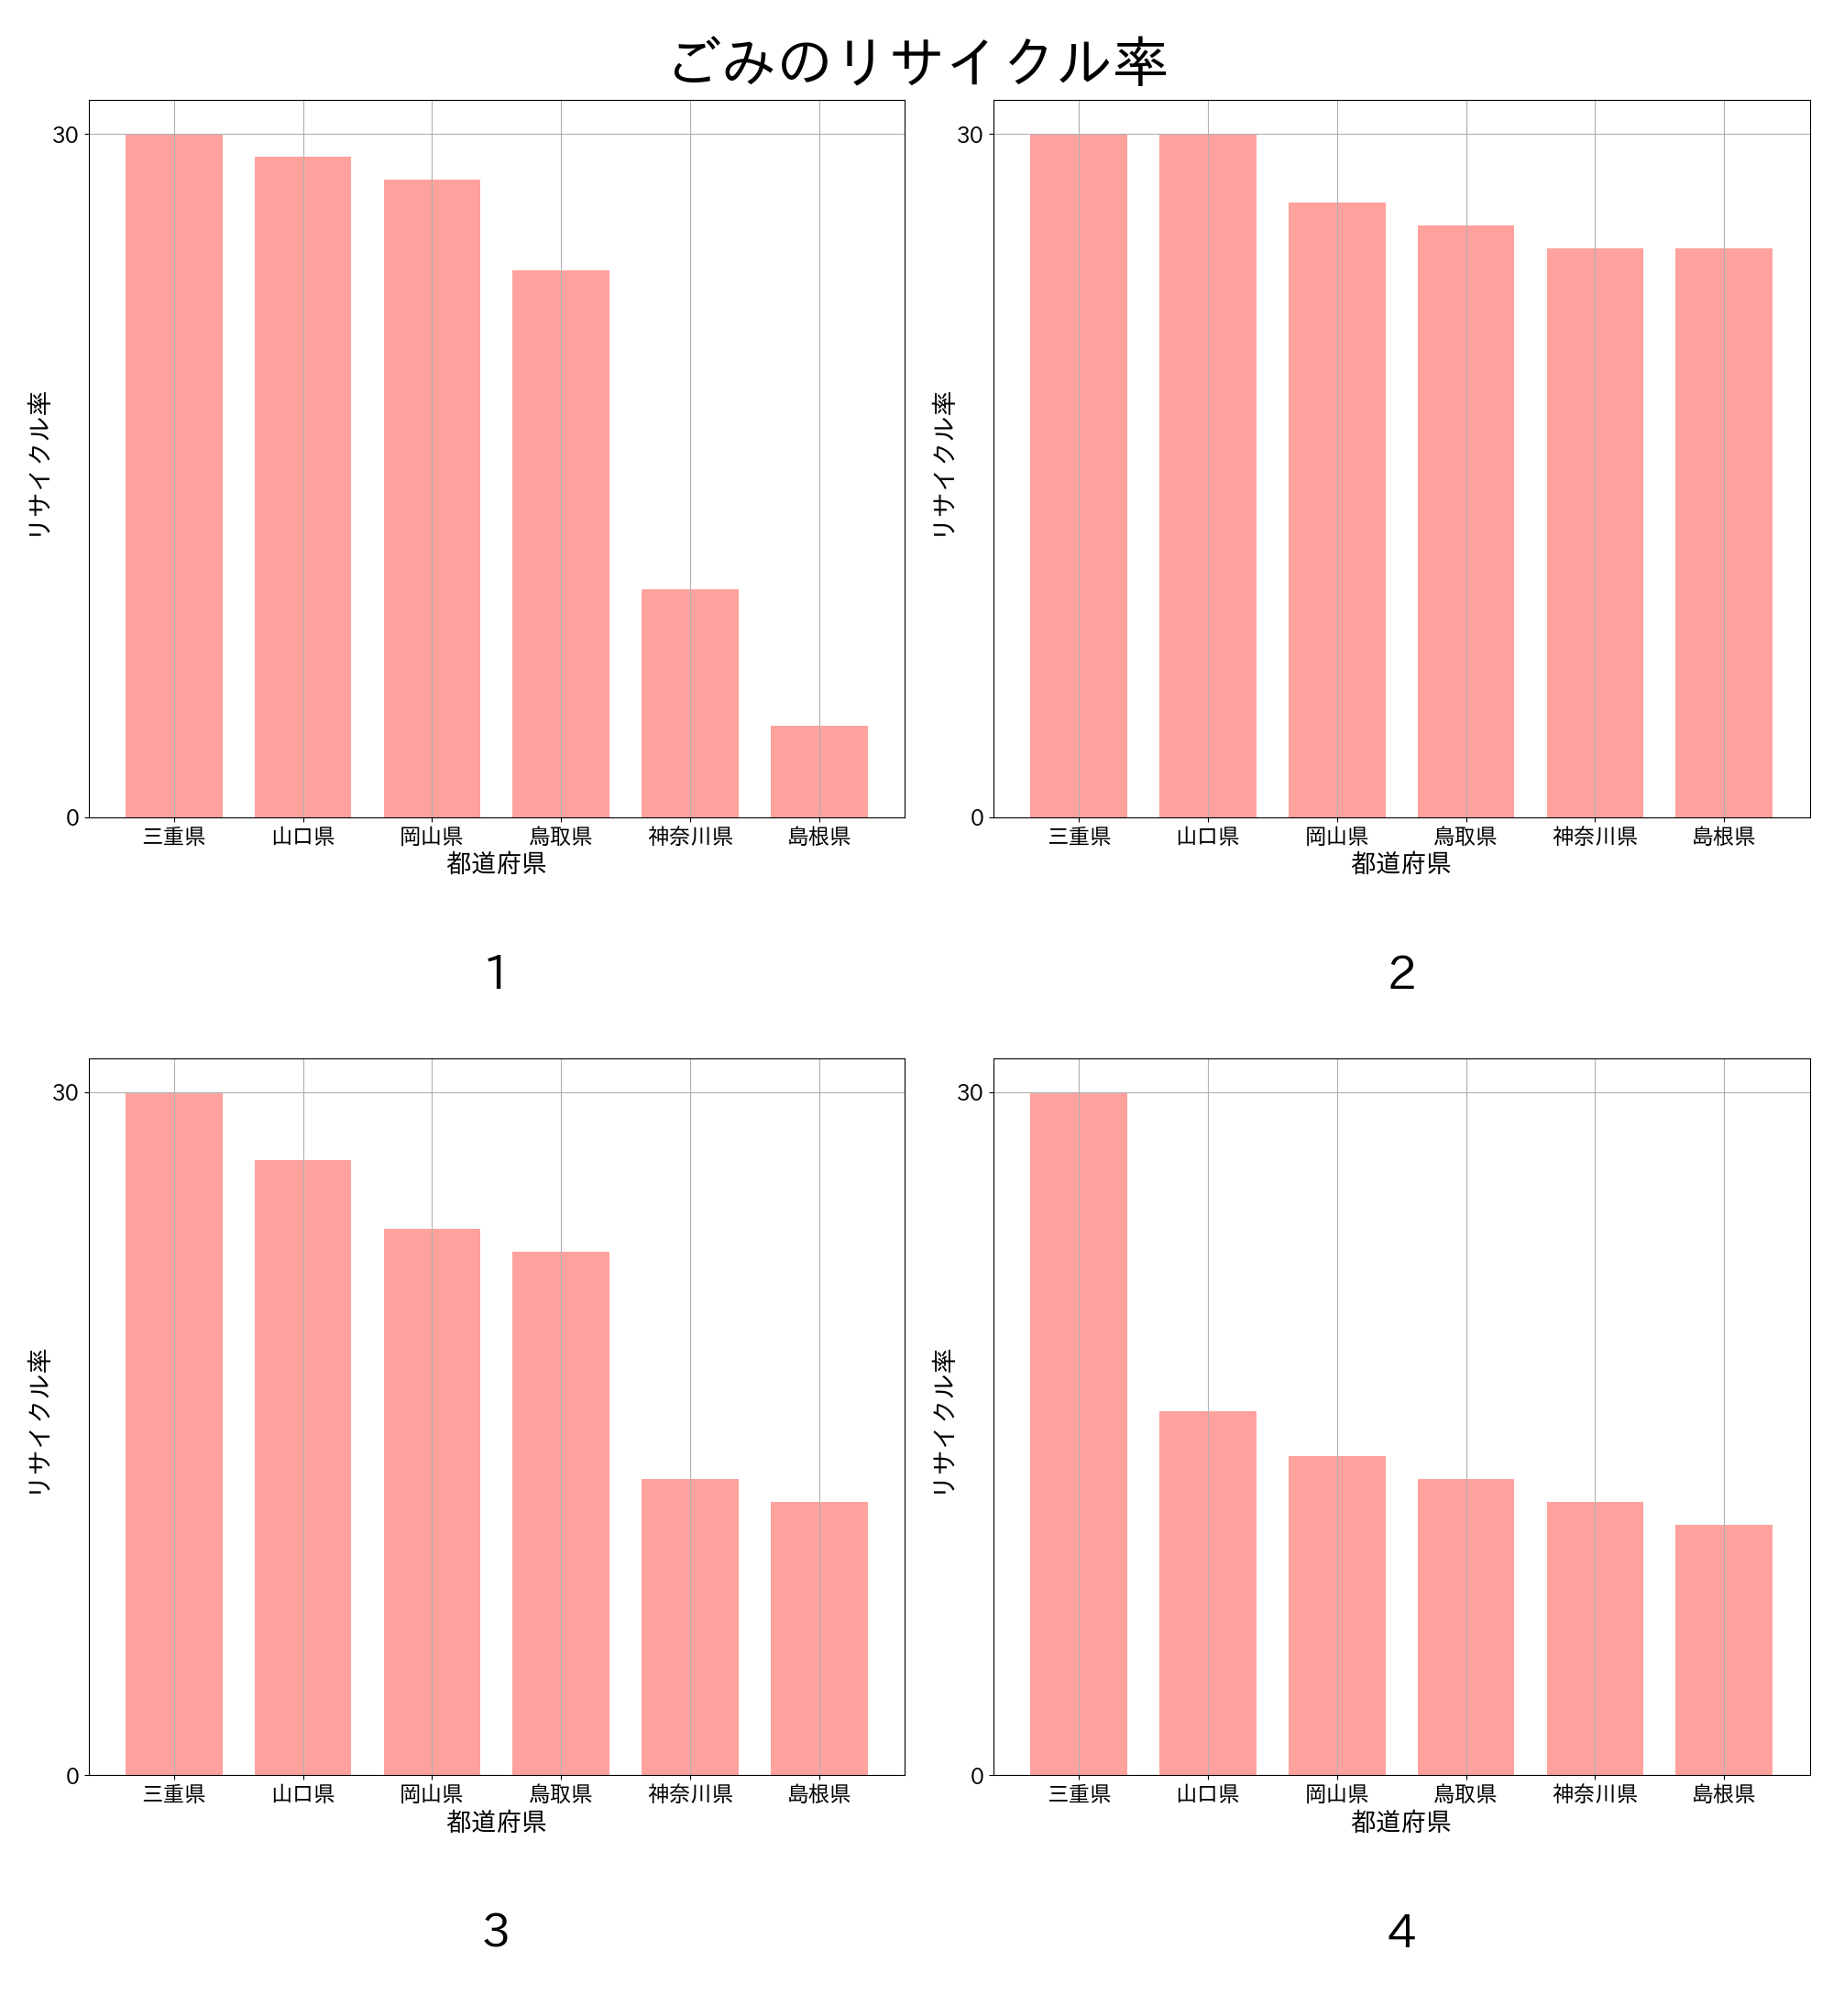 ごみのリサイクル率
30
0
リサイクル率
三重県 山口県 岡山県 鳥取県 神奈川県 島根県
都道府県
1
30
0
リサイクル率
三重県 山口県 岡山県 鳥取県 神奈川県 島根県
都道府県
2
30
0
リサイクル率
三重県 山口県 岡山県 鳥取県 神奈川県 島根県
都道府県
3
30
0
リサイクル率
三重県 山口県 岡山県 鳥取県 神奈川県 島根県
都道府県
4